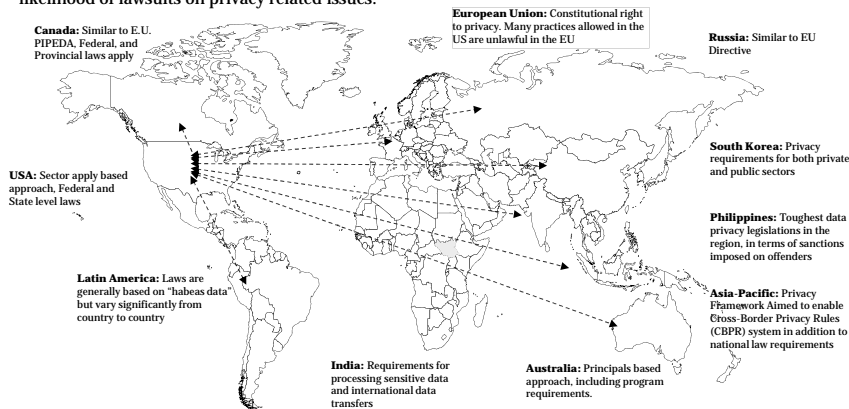 likelihood of lawsuits on privacy related issues.
European Union: Constitutional right
to privacy. Many practices allowed in the
US are unlawful in the EU
Canada: Similar to E.U.
PIPEDA, Federal, and
Provincial laws apply
Russia: Similar to EU
Directive
South Korea: Privacy
requirements for both private
and public sectors
USA: Sector apply based
approach, Federal and
State level laws
Philippines: Toughest data
privacy legislations in the
region, in terms of sanctions
imposed on offenders
Latin America: Laws are
generally based on "habeas data"
but vary significantly from
country to country
Asia-Pacific: Privacy
Framework Aimed to enable
Cross-Border Privacy Rules
(CBPR) system in addition to
national law requirements
India: Requirements for
processing sensitive data
and international data
transfers
Australia: Principals based
approach, including program
requirements.